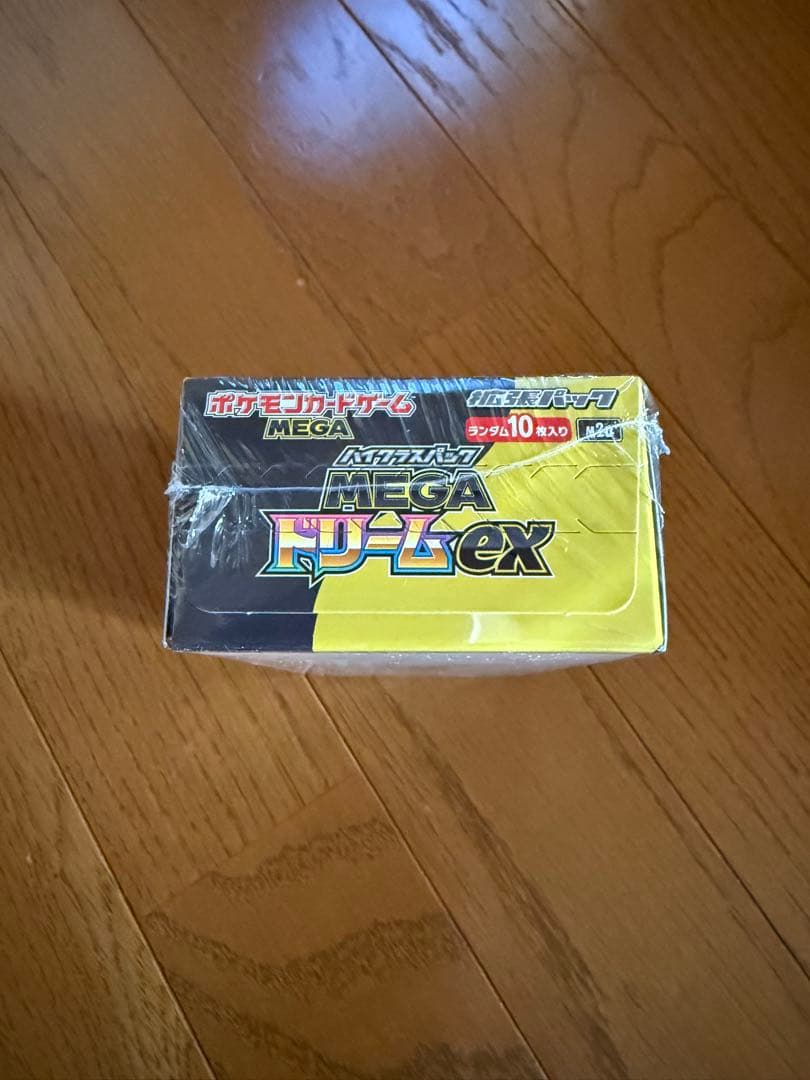 ポケモンカードゲーム
MEGA
拡張パック
ランダム10枚入り M2a
ハイクラスパック
MEGA
ドリームex